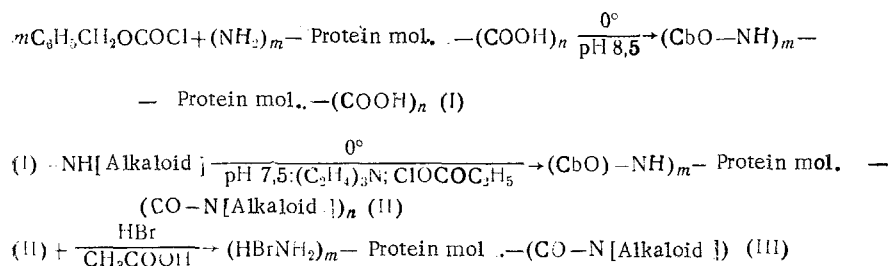 mC₆H₅CH₂OCOCl+(NH₂)ₘ— Protein mol.. —(COOH)ₙ 0° pH 8,5 →(CbO—NH)ₘ—
— Protein mol..—(COOH)ₙ (I)
(I) -NH[Alkaloid ] 0° pH 7,5:(C₂H₄)₃N; ClOCOC₂H₅ →(CbO)—NH)ₘ— Protein mol. —
(CO—N[Alkaloid ])ₙ (II)
(II)+ HBr CH₃COOH →(HBrNH₂)ₘ— Protein mol ..—(CO—N[Alkaloid ]) (III)